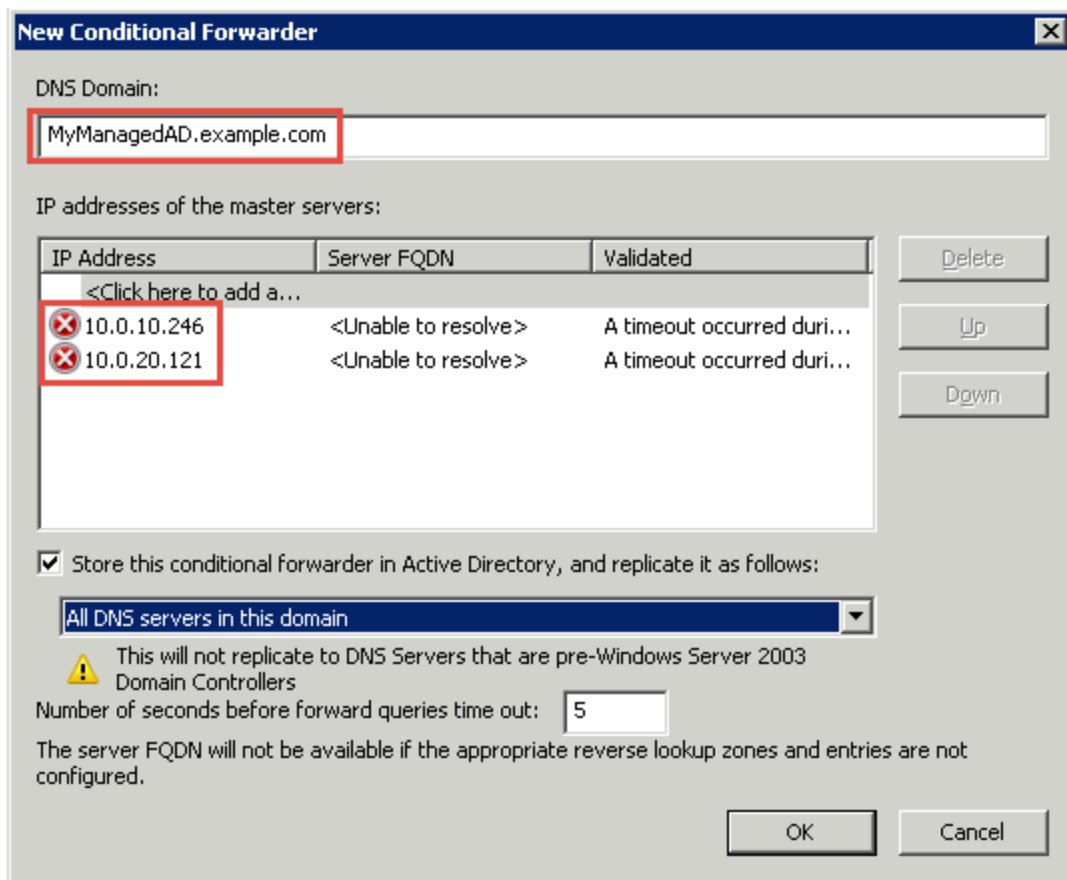 New Conditional Forwarder
DNS Domain:
MyManagedAD.example.com
IP addresses of the master servers:
IP Address Server FQDN Validated
<Click here to add a...
10.0.10.246 <Unable to resolve> A timeout occurred duri...
10.0.20.121 <Unable to resolve> A timeout occurred duri...
Delete
Up
Down
Store this conditional forwarder in Active Directory, and replicate it as follows:
All DNS servers in this domain
This will not replicate to DNS Servers that are pre-Windows Server 2003
Domain Controllers
Number of seconds before forward queries time out: 5
The server FQDN will not be available if the appropriate reverse lookup zones and entries are not
configured.
OK Cancel